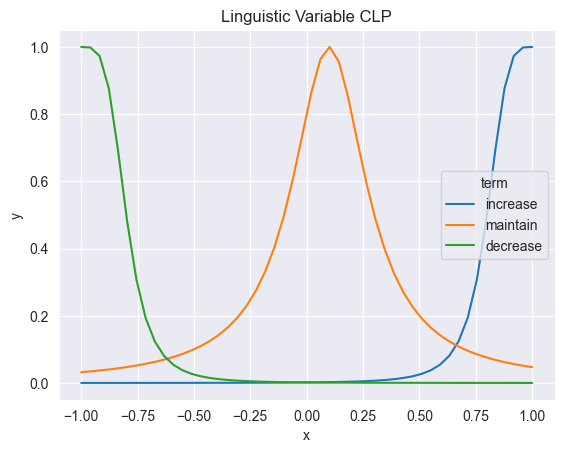 Linguistic Variable CLP
1.0
0.8
0.6
0.4
0.2
0.0
y
term
increase
maintain
decrease
−1.00
−0.75
−0.50
−0.25
0.00
0.25
0.50
0.75
1.00
x